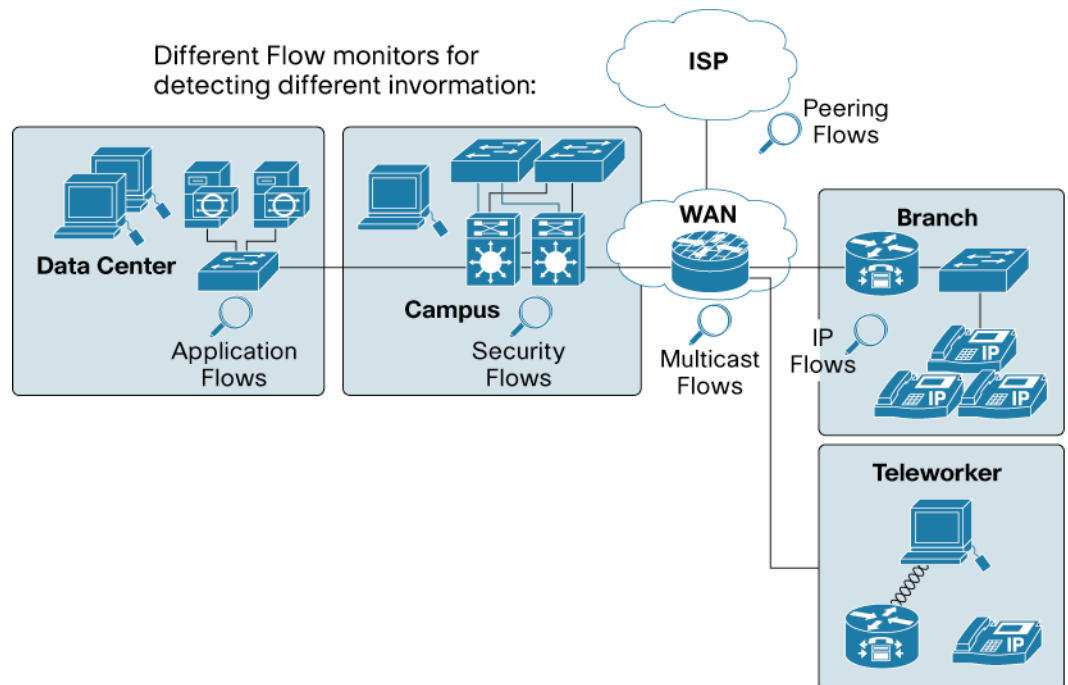 Different Flow monitors for
detecting different invormation:
ISP
Peering
Flows
Data Center
Application
Flows
Campus
Security
Flows
WAN
Multicast
Flows
Branch
IP
Flows
IP
IP
IP
Teleworker
IP